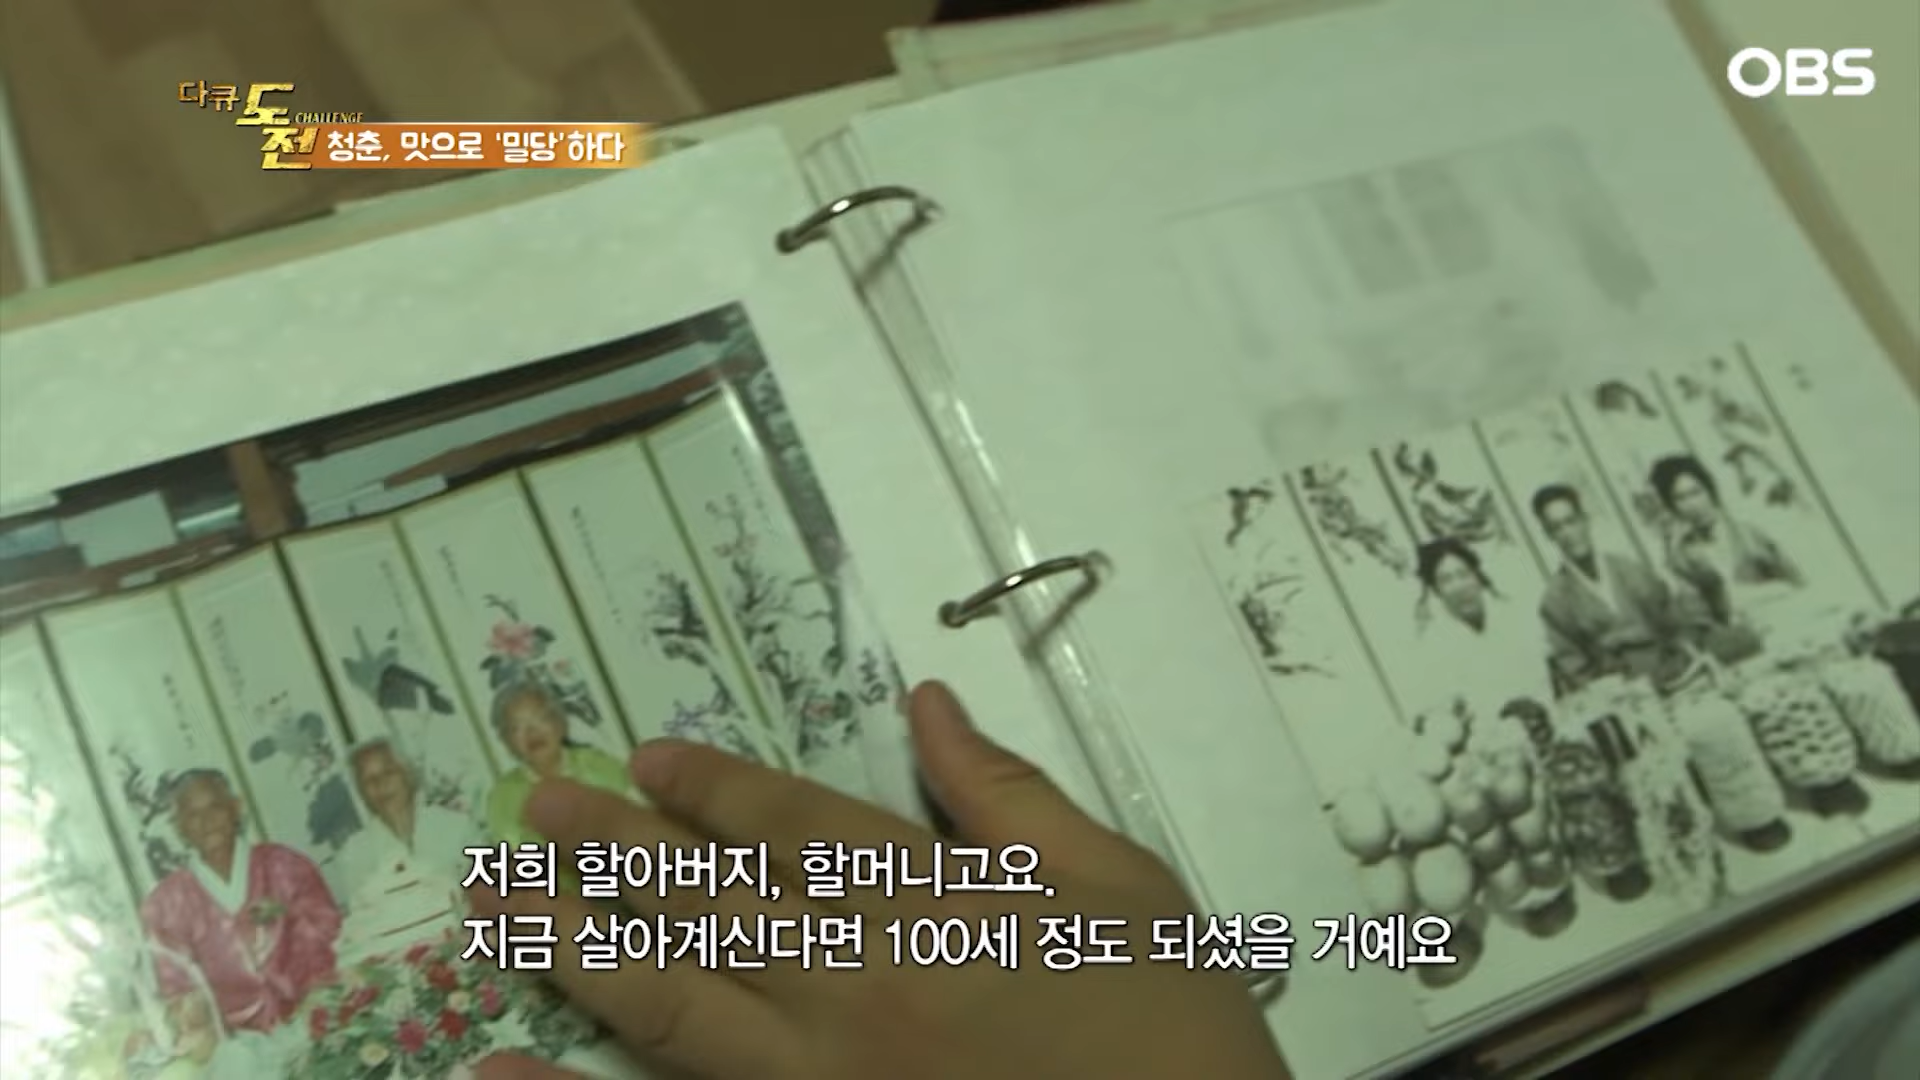 다큐 도전 CHALLENGE
청춘, 맛으로 '밀당'하다
OBS
저희 할아버지, 할머니고요.
지금 살아계신다면 100세 정도 되셨을 거예요